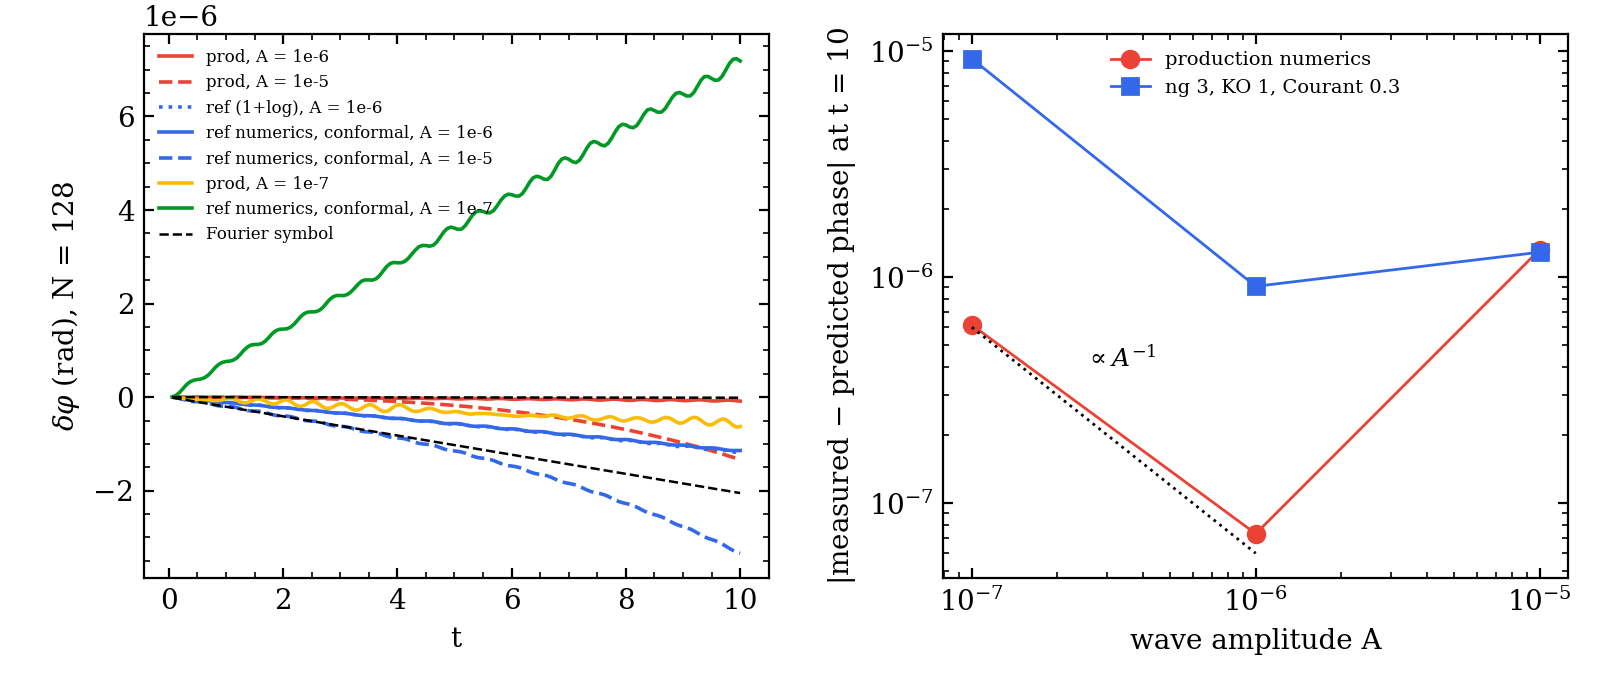 1e−6
prod, A = 1e-6
prod, A = 1e-5
ref (1+log), A = 1e-6
ref numerics, conformal, A = 1e-6
ref numerics, conformal, A = 1e-5
prod, A = 1e-7
ref numerics, conformal, A = 1e-7
Fourier symbol
δφ (rad), N = 128
6
4
2
0
−2
0 2 4 6 8 10
t
|measured − predicted phase| at t = 10
10⁻⁵
10⁻⁶
10⁻⁷
production numerics
ng 3, KO 1, Courant 0.3
∝ A⁻¹
10⁻⁷ 10⁻⁶ 10⁻⁵
wave amplitude A